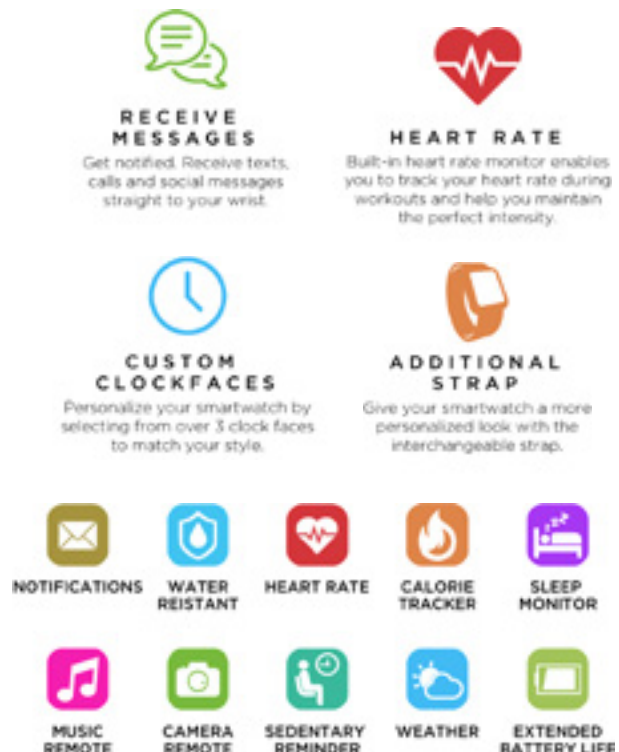 RECEIVE
MESSAGES
Get notified. Receive texts,
calls and social messages
straight to your wrist.
HEART RATE
Built-in heart rate monitor enables
you to track your heart rate during
workouts and help you maintain
the perfect intensity.
CUSTOM
CLOCKFACES
Personalize your smartwatch by
selecting from over 3 clock faces
to match your style.
ADDITIONAL
STRAP
Give your smartwatch a more
personalized look with the
interchangeable strap.
NOTIFICATIONS
WATER
REISTANT
HEART RATE
CALORIE
TRACKER
SLEEP
MONITOR
MUSIC
REMOTE
CAMERA
REMOTE
SEDENTARY
REMINDER
WEATHER
EXTENDED
BATTERY LIFE